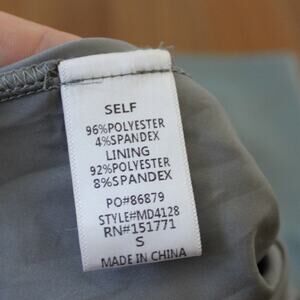 SELF
96%POLYESTER
4%SPANDEX
LINING
92%POLYESTER
8%SPANDEX
PO#86879
STYLE#MD4128
RN#151771
S
MADE IN CHINA